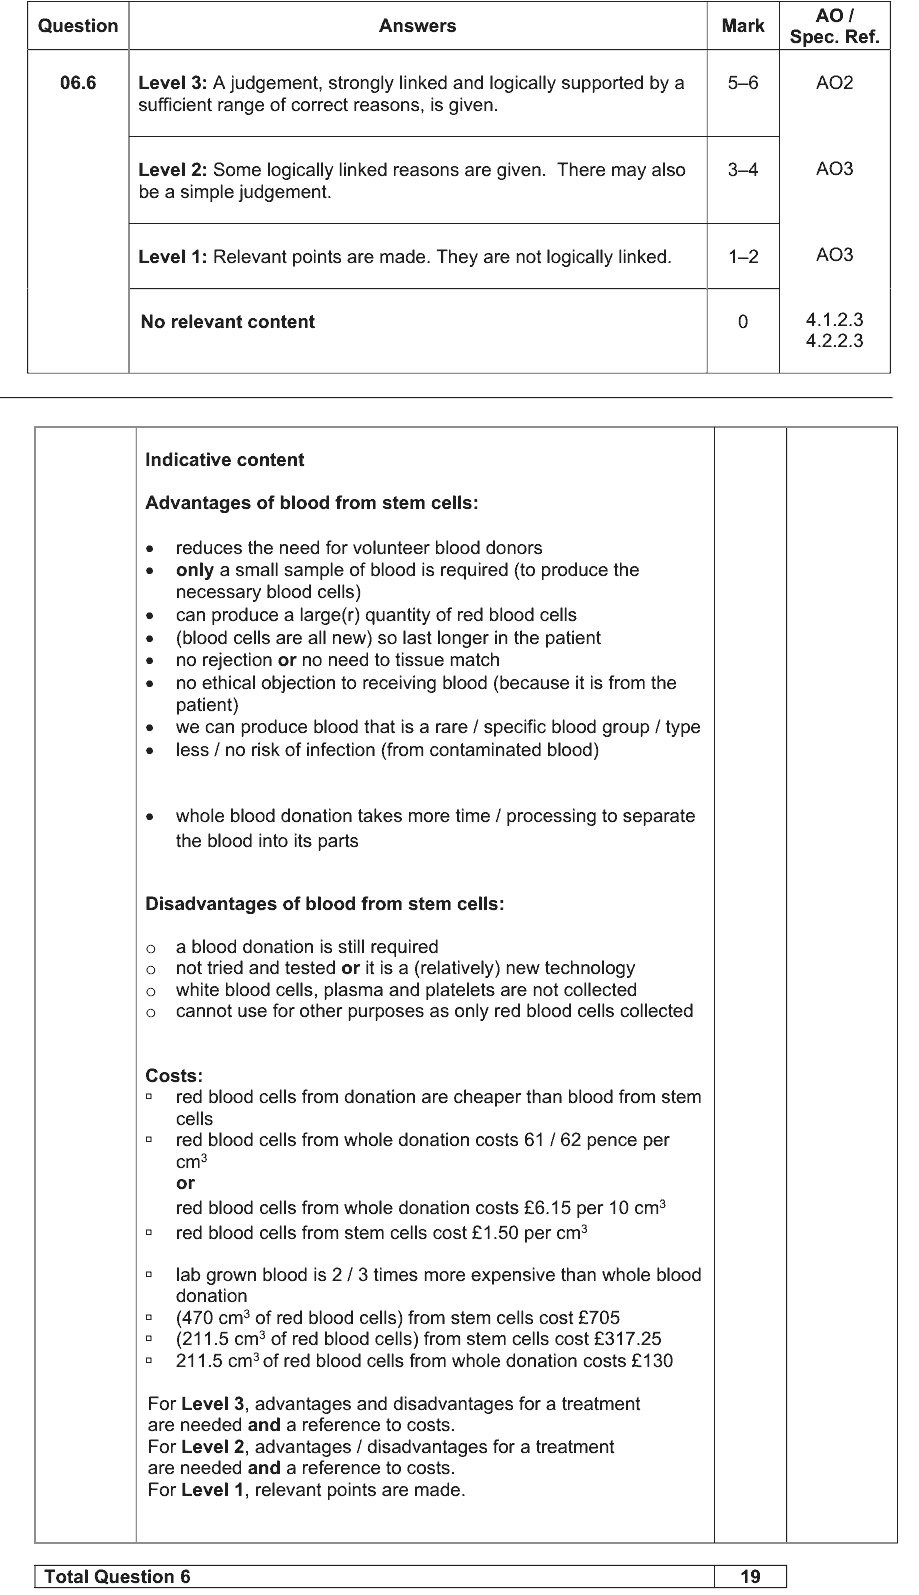 Question Answers Mark AO /
Spec. Ref.
06.6 Level 3: A judgement, strongly linked and logically supported by a 5–6 AO2
sufficient range of correct reasons, is given.
Level 2: Some logically linked reasons are given. There may also 3–4 AO3
be a simple judgement.
Level 1: Relevant points are made. They are not logically linked. 1–2 AO3
No relevant content 0 4.1.2.3
4.2.2.3
Indicative content
Advantages of blood from stem cells:
• reduces the need for volunteer blood donors
• only a small sample of blood is required (to produce the
necessary blood cells)
• can produce a large(r) quantity of red blood cells
• (blood cells are all new) so last longer in the patient
• no rejection or no need to tissue match
• no ethical objection to receiving blood (because it is from the
patient)
• we can produce blood that is a rare / specific blood group / type
• less / no risk of infection (from contaminated blood)
• whole blood donation takes more time / processing to separate
the blood into its parts
Disadvantages of blood from stem cells:
o a blood donation is still required
o not tried and tested or it is a (relatively) new technology
o white blood cells, plasma and platelets are not collected
o cannot use for other purposes as only red blood cells collected
Costs:
▫ red blood cells from donation are cheaper than blood from stem
cells
▫ red blood cells from whole donation costs 61 / 62 pence per
cm³
or
red blood cells from whole donation costs £6.15 per 10 cm³
▫ red blood cells from stem cells cost £1.50 per cm³
▫ lab grown blood is 2 / 3 times more expensive than whole blood
donation
▫ (470 cm³ of red blood cells) from stem cells cost £705
▫ (211.5 cm³ of red blood cells) from stem cells cost £317.25
▫ 211.5 cm³ of red blood cells from whole donation costs £130
For Level 3, advantages and disadvantages for a treatment
are needed and a reference to costs.
For Level 2, advantages / disadvantages for a treatment
are needed and a reference to costs.
For Level 1, relevant points are made.
Total Question 6 19